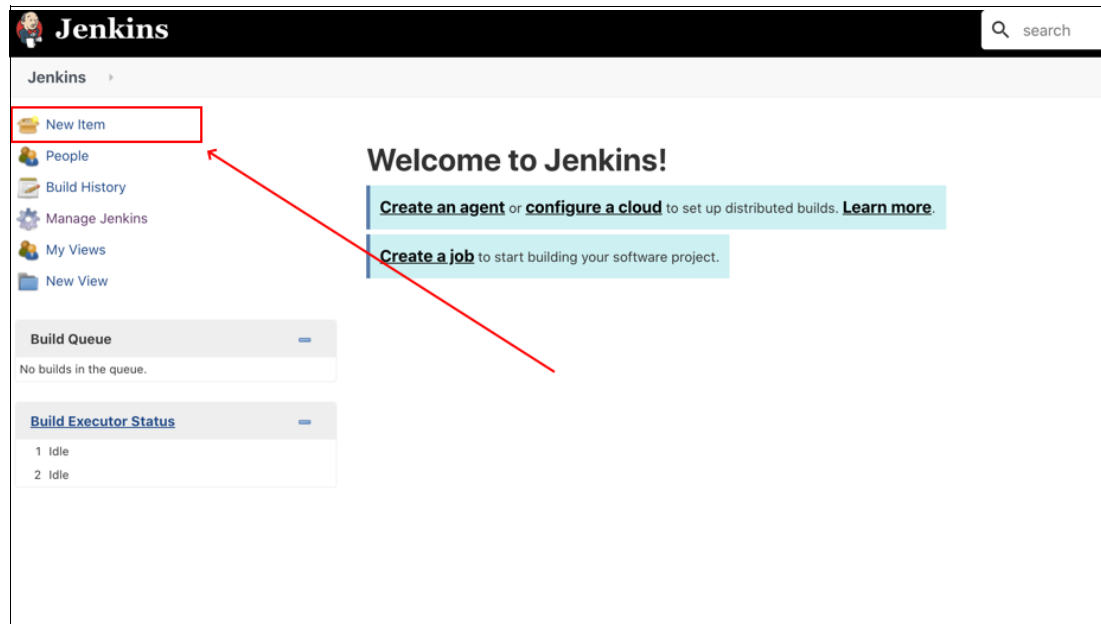 Jenkins
search
Jenkins
New Item
People
Build History
Manage Jenkins
My Views
New View
Build Queue
No builds in the queue.
Build Executor Status
1 Idle
2 Idle
Welcome to Jenkins!
Create an agent or configure a cloud to set up distributed builds. Learn more.
Create a job to start building your software project.